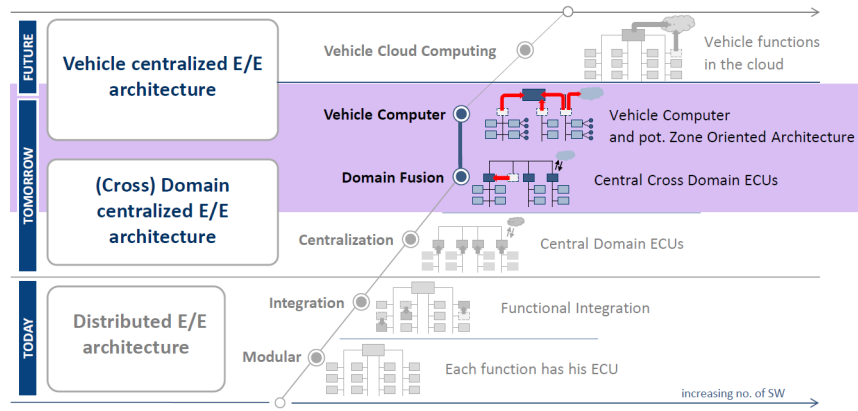 FUTURE
Vehicle centralized E/E
architecture
Vehicle Cloud Computing
Vehicle functions
in the cloud
TOMORROW
Vehicle Computer
Vehicle Computer
and pot. Zone Oriented Architecture
(Cross) Domain
centralized E/E
architecture
Domain Fusion
Central Cross Domain ECUs
Centralization
Central Domain ECUs
TODAY
Distributed E/E
architecture
Integration
Functional Integration
Modular
Each function has his ECU
increasing no. of SW